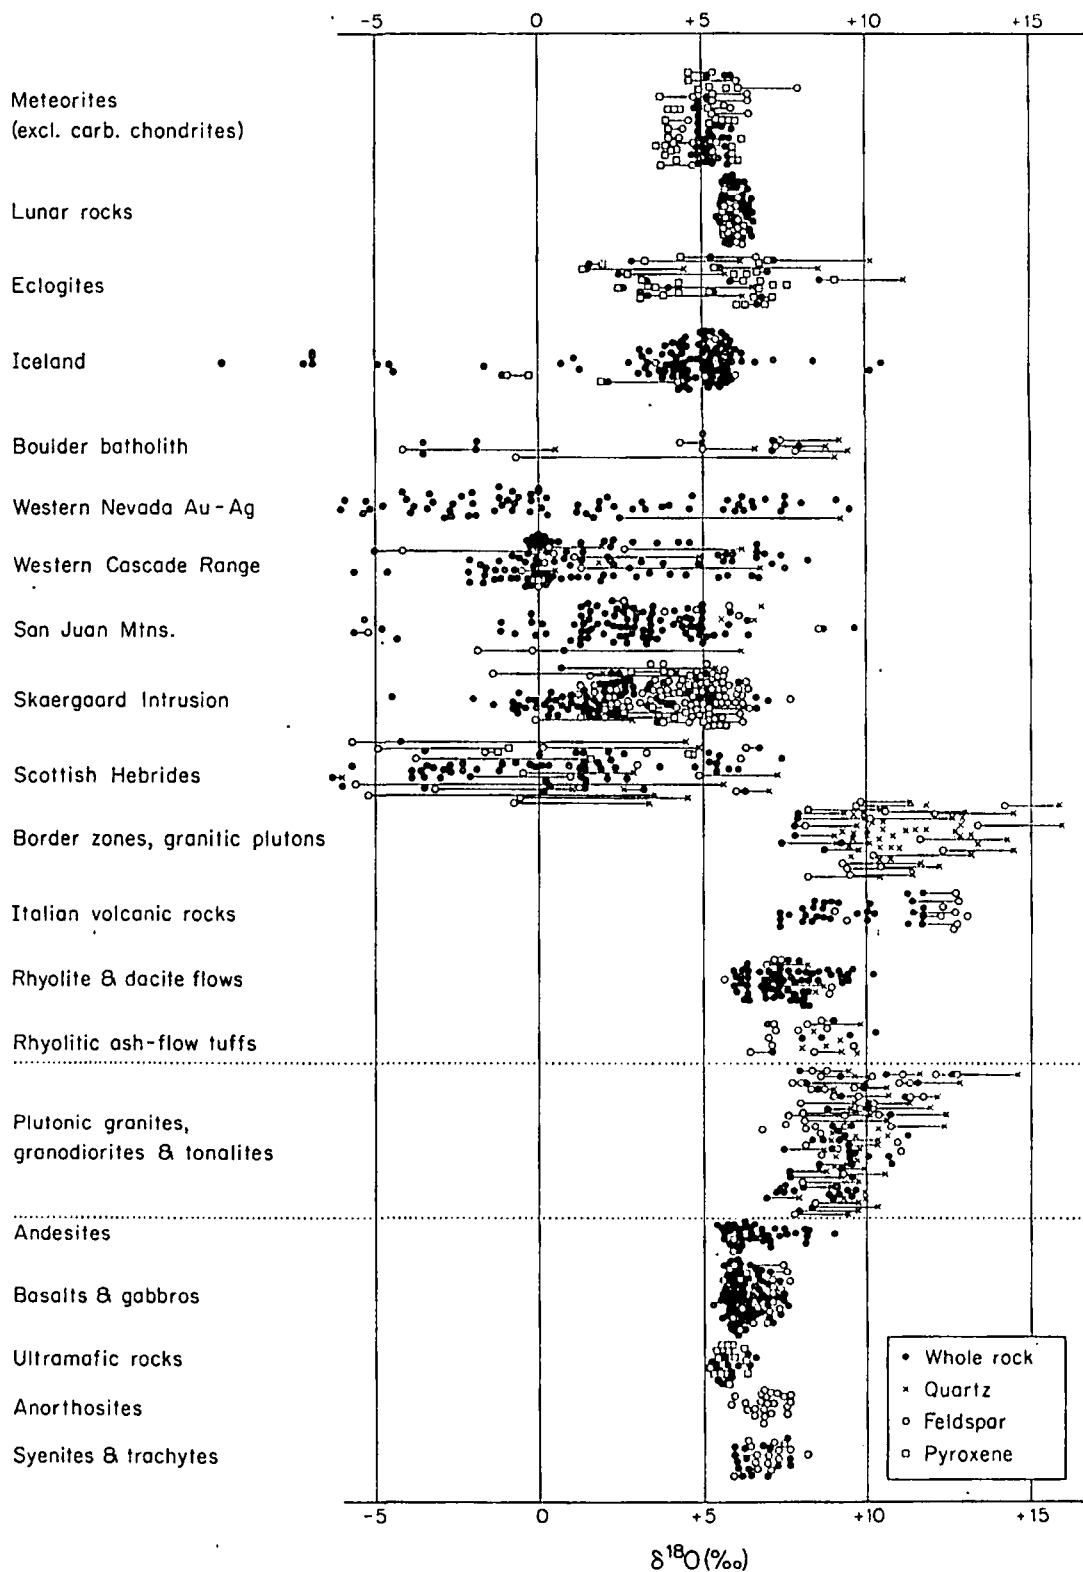 -5 0 +5 +10 +15
Meteorites
(excl. carb. chondrites)
Lunar rocks
Eclogites
Iceland
Boulder batholith
Western Nevada Au-Ag
Western Cascade Range
San Juan Mtns.
Skaergaard Intrusion
Scottish Hebrides
Border zones, granitic plutons
Italian volcanic rocks
Rhyolite & dacite flows
Rhyolitic ash-flow tuffs
Plutonic granites,
granodiorites & tonalites
Andesites
Basalts & gabbros
Ultramafic rocks
Anorthosites
Syenites & trachytes
Whole rock
Quartz
Feldspar
Pyroxene
-5 0 +5 +10 +15
δ¹⁸O(‰)